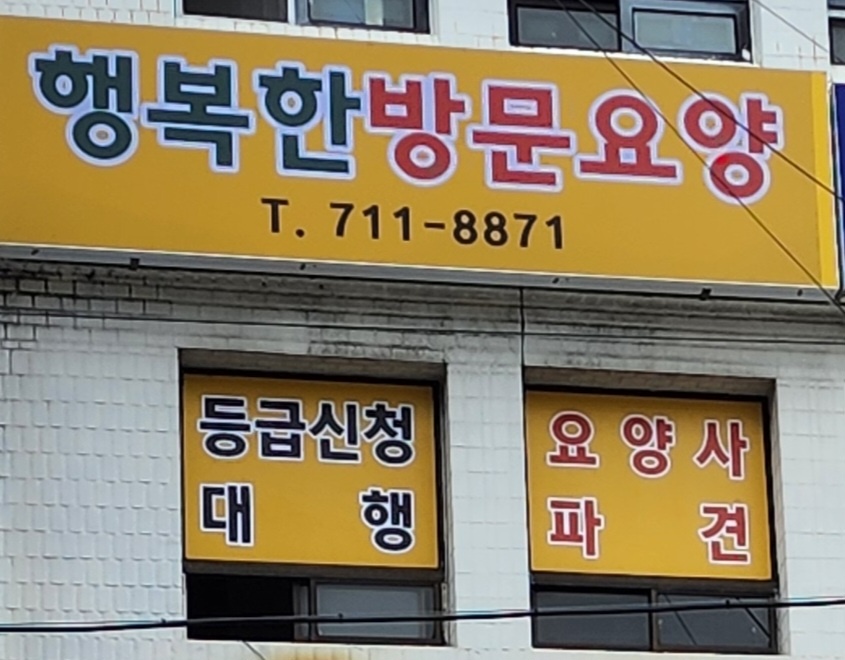 행복한방문요양
T. 711-8871
등급신청
대행
요양사
파견